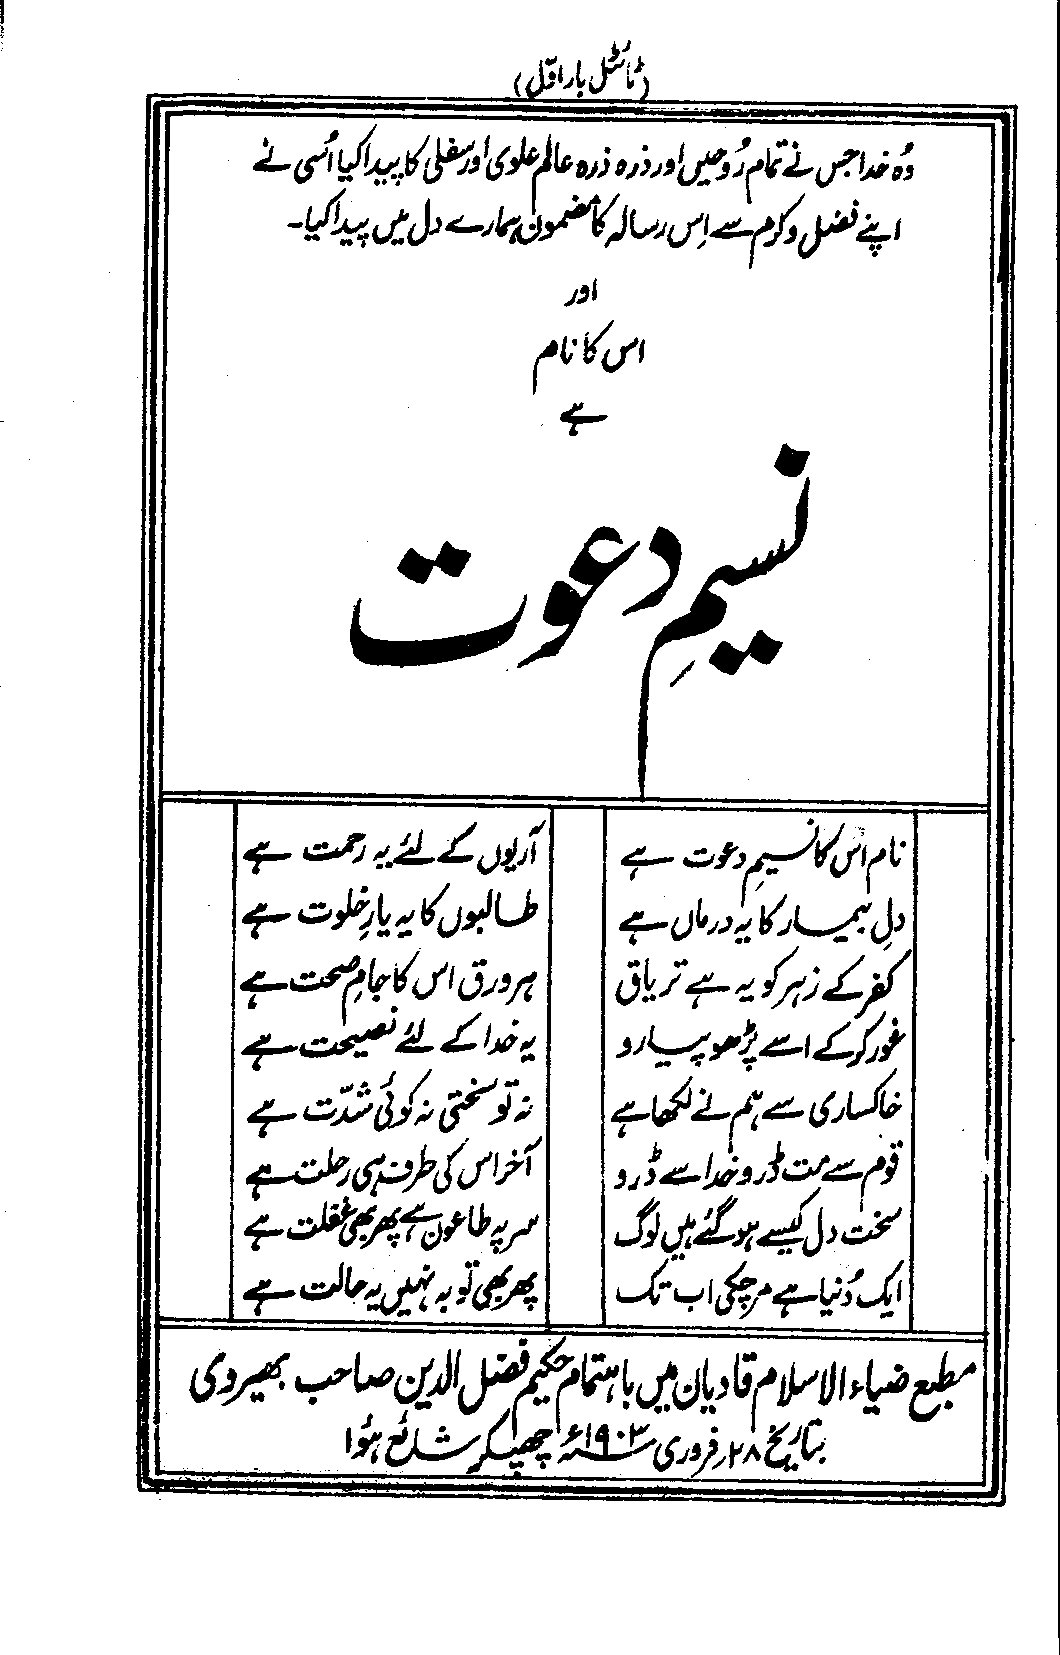 (ٹائٹل بار اوّل)
وُہ خدا جس نے تمام رُوحیں اور ذرہ ذرہ عالم علوی اور سفلی کا پیدا کیا اُسی نے
اپنے فضل و کرم سے اِس رسالہ کا مضمون ہمارے دل میں پیدا کیا۔
اور
اس کا نام
ہے
نسیمِ دعوت
نام اس کا نسیمِ دعوت ہے آریوں کے لئے یہ رحمت ہے
دلِ بیمار کا یہ درماں ہے طالبوں کا یہ یارِ خلوت ہے
کفر کے زہر کو یہ ہے تریاق ہر ورق اس کا جامِ صحت ہے
غور کر کے اسے پڑھو پیارو یہ خدا کے لئے نصیحت ہے
خاکساری سے ہم نے لکھا ہے نہ تو سختی نہ کوئی شدّت ہے
قوم سے مت ڈرو خدا سے ڈرو آخر اس کی طرف ہی رحلت ہے
سخت دل کیسے ہو گئے ہیں لوگ سر پہ طاعون ہے پھر بھی غفلت ہے
ایک دُنیا ہے مر چکی اب تک پھر بھی توبہ نہیں یہ حالت ہے
مطبع ضیاء الاسلام قادیان میں باہتمام حکیم فضل الدین صاحب بھیروی
بتاریخ ۲۸ر فروری ۱۹۰۳ء چھپکر شائع ہؤا